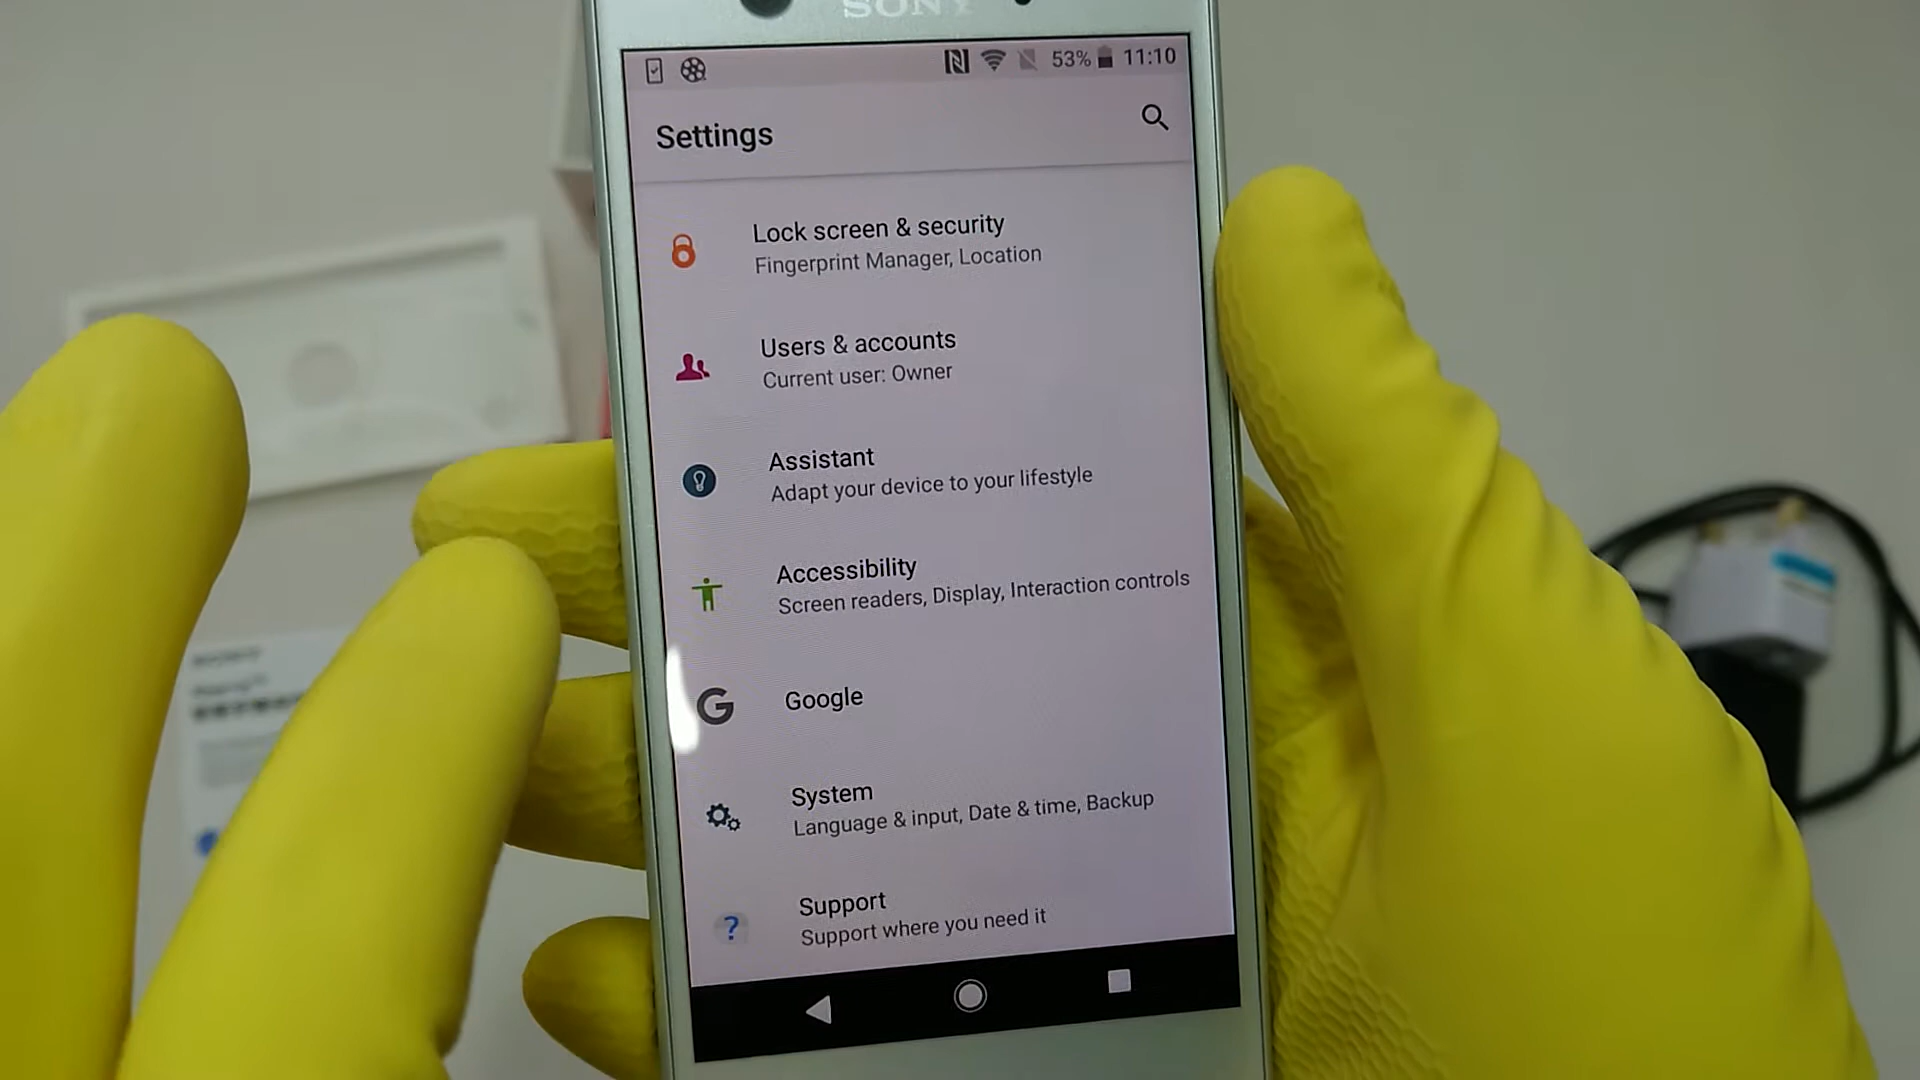 SONY
53% 11:10
Settings
Lock screen & security
Fingerprint Manager, Location
Users & accounts
Current user: Owner
Assistant
Adapt your device to your lifestyle
Accessibility
Screen readers, Display, Interaction controls
Google
System
Language & input, Date & time, Backup
Support
Support where you need it